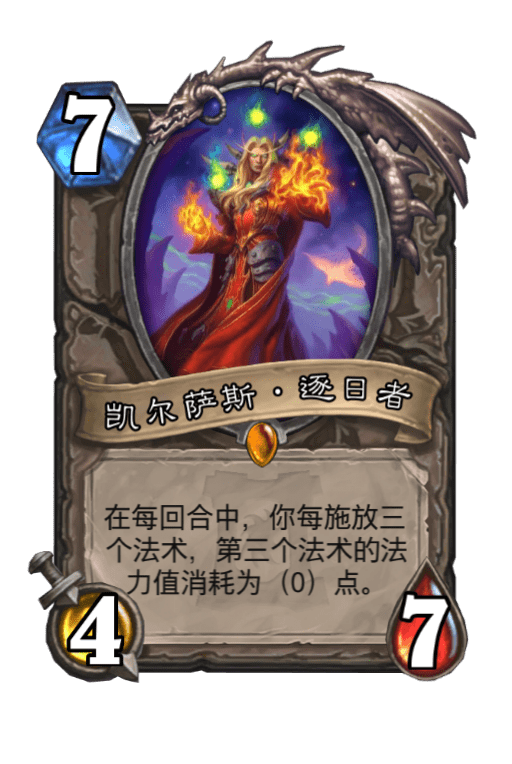 7
凯尔萨斯·逐日者
在每回合中，你每施放三
个法术，第三个法术的法
力值消耗为（0）点。
4
7